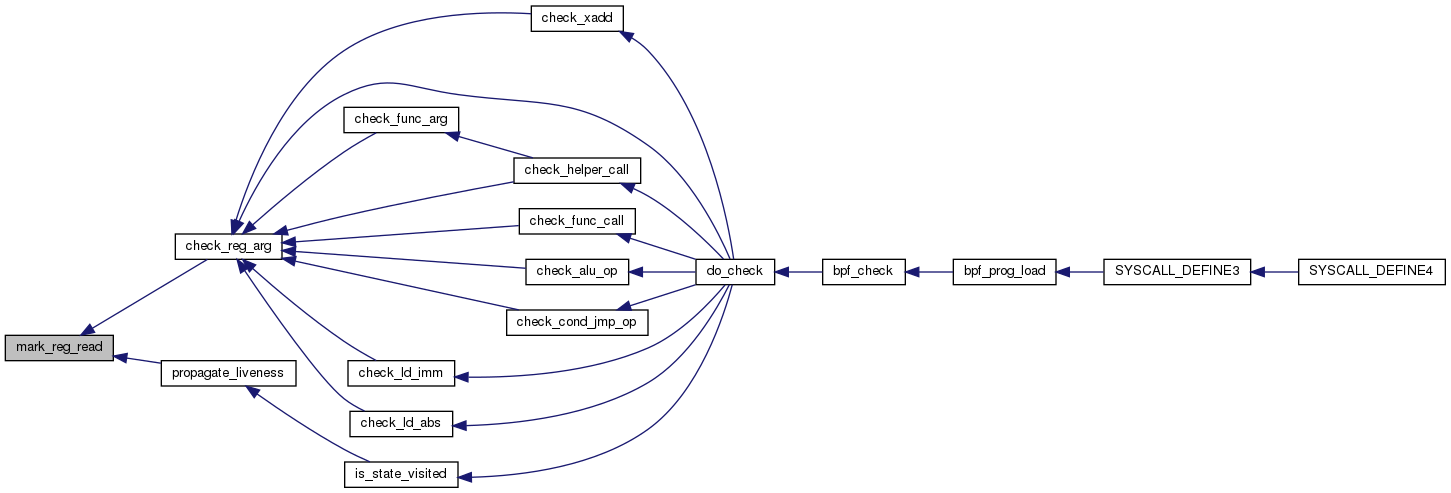 check_xadd
check_func_arg
check_helper_call
check_func_call
check_reg_arg
check_alu_op
do_check
bpf_check
bpf_prog_load
SYSCALL_DEFINE3
SYSCALL_DEFINE4
check_cond_jmp_op
mark_reg_read
propagate_liveness
check_ld_imm
check_ld_abs
is_state_visited